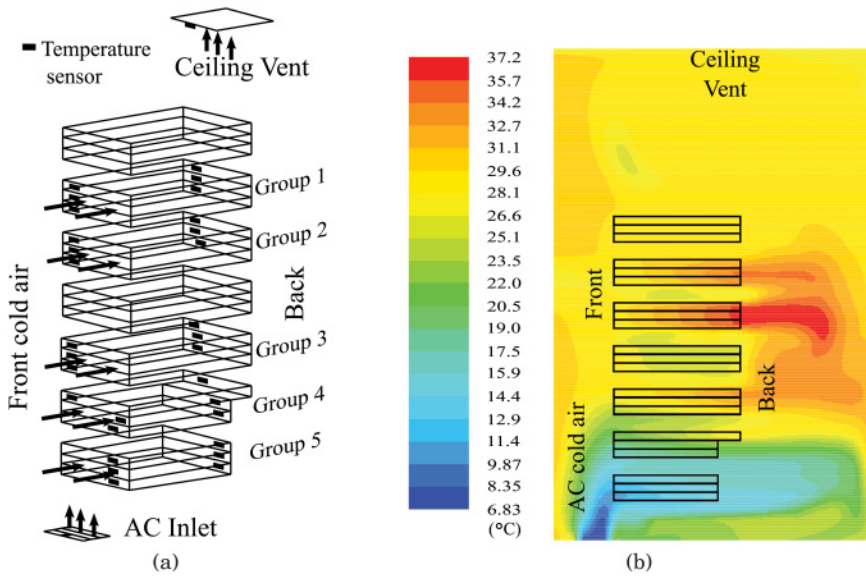 Temperature
sensor
Ceiling Vent
Group 1
Group 2
Group 3
Group 4
Group 5
Front cold air
Back
AC Inlet
(a)
37.2
35.7
34.2
32.7
31.1
29.6
28.1
26.6
25.1
23.5
22.0
20.5
19.0
17.5
15.9
14.4
12.9
11.4
9.87
8.35
6.83
(°C)
Ceiling
Vent
Front
Back
AC cold air
(b)